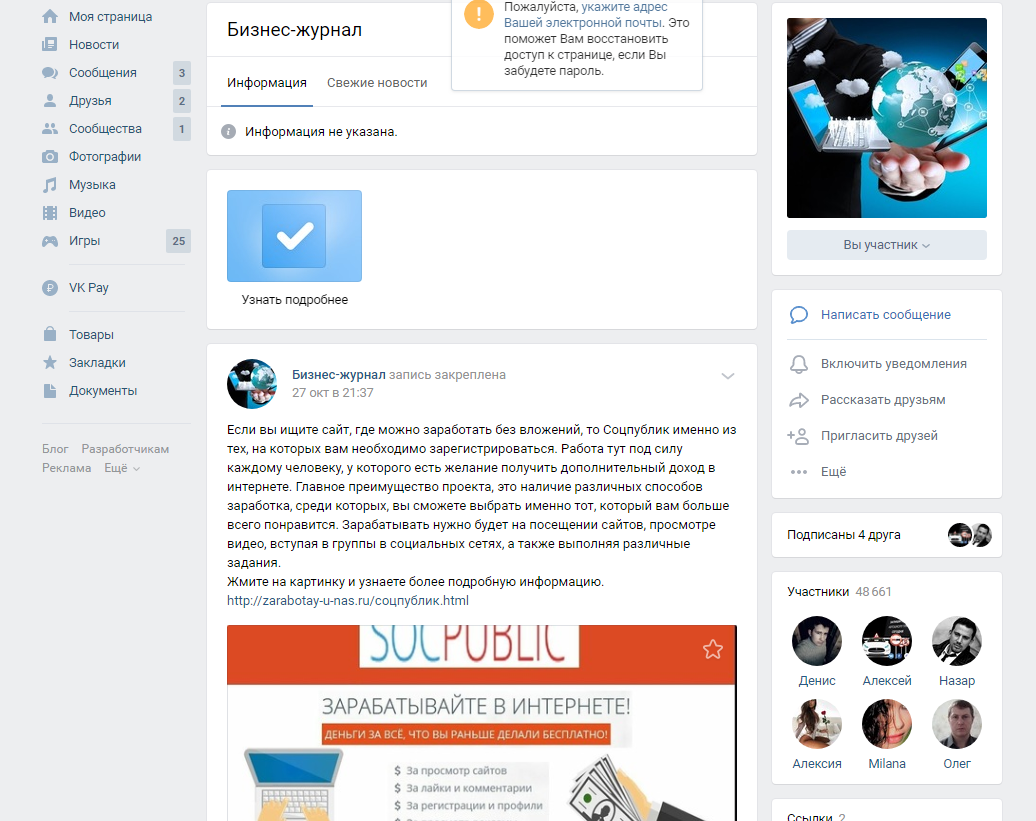 Моя страница
Новости
Сообщения 3
Друзья 2
Сообщества 1
Фотографии
Музыка
Видео
Игры 25
VK Pay
Товары
Закладки
Документы
Блог Разработчикам
Реклама Ещё
Бизнес-журнал
Пожалуйста, укажите адрес
Вашей электронной почты. Это
поможет Вам восстановить
доступ к странице, если Вы
забудете пароль.
Информация Свежие новости
Информация не указана.
Узнать подробнее
Бизнес-журнал запись закреплена
27 окт в 21:37
Если вы ищите сайт, где можно заработать без вложений, то Соцпублик именно из
тех, на которых вам необходимо зарегистрироваться. Работа тут под силу
каждому человеку, у которого есть желание получить дополнительный доход в
интернете. Главное преимущество проекта, это наличие различных способов
заработка, среди которых, вы сможете выбрать именно тот, который вам больше
всего понравится. Зарабатывать нужно будет на посещении сайтов, просмотре
видео, вступая в группы в социальных сетях, а также выполняя различные
задания.
Жмите на картинку и узнаете более подробную информацию.
http://zarabotay-u-nas.ru/соцпублик.html
SOCPUBLIC
ЗАРАБАТЫВАЙТЕ В ИНТЕРНЕТЕ!
ДЕНЬГИ ЗА ВСЁ, ЧТО ВЫ РАНЬШЕ ДЕЛАЛИ БЕСПЛАТНО!
$ За просмотр сайтов
$ За лайки и комментарии
$ За регистрации и профили
Вы участник
Написать сообщение
Включить уведомления
Рассказать друзьям
Пригласить друзей
Ещё
Подписаны 4 друга
Участники 48 661
Денис Алексей Назар
Алексия Milana Олег
Ссылки 2